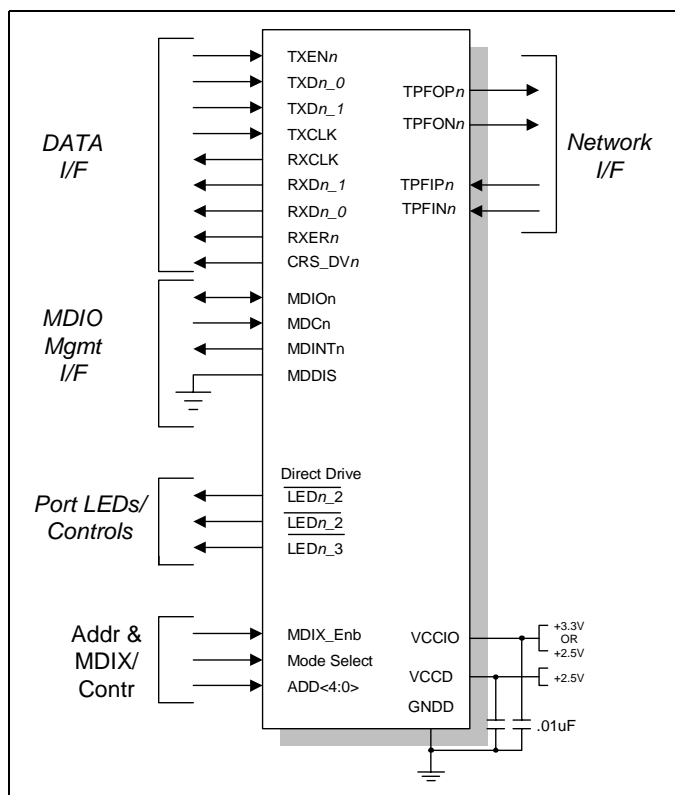 DATA
I/F
TXENn
TXDn_0
TXDn_1
TXCLK
RXCLK
RXDn_1
RXDn_0
RXERn
CRS_DVn
TPFOPn
TPFONn
TPFIPn
TPFINn
Network
I/F
MDIO
Mgmt
I/F
MDIOn
MDCn
MDINTn
MDDIS
Port LEDs/
Controls
Direct Drive
LEDn_2
LEDn_2
LEDn_3
Addr &
MDIX/
Contr
MDIX_Enb
Mode Select
ADD<4:0>
VCCIO
VCCD
GNDD
+3.3V
OR
+2.5V
+2.5V
.01uF